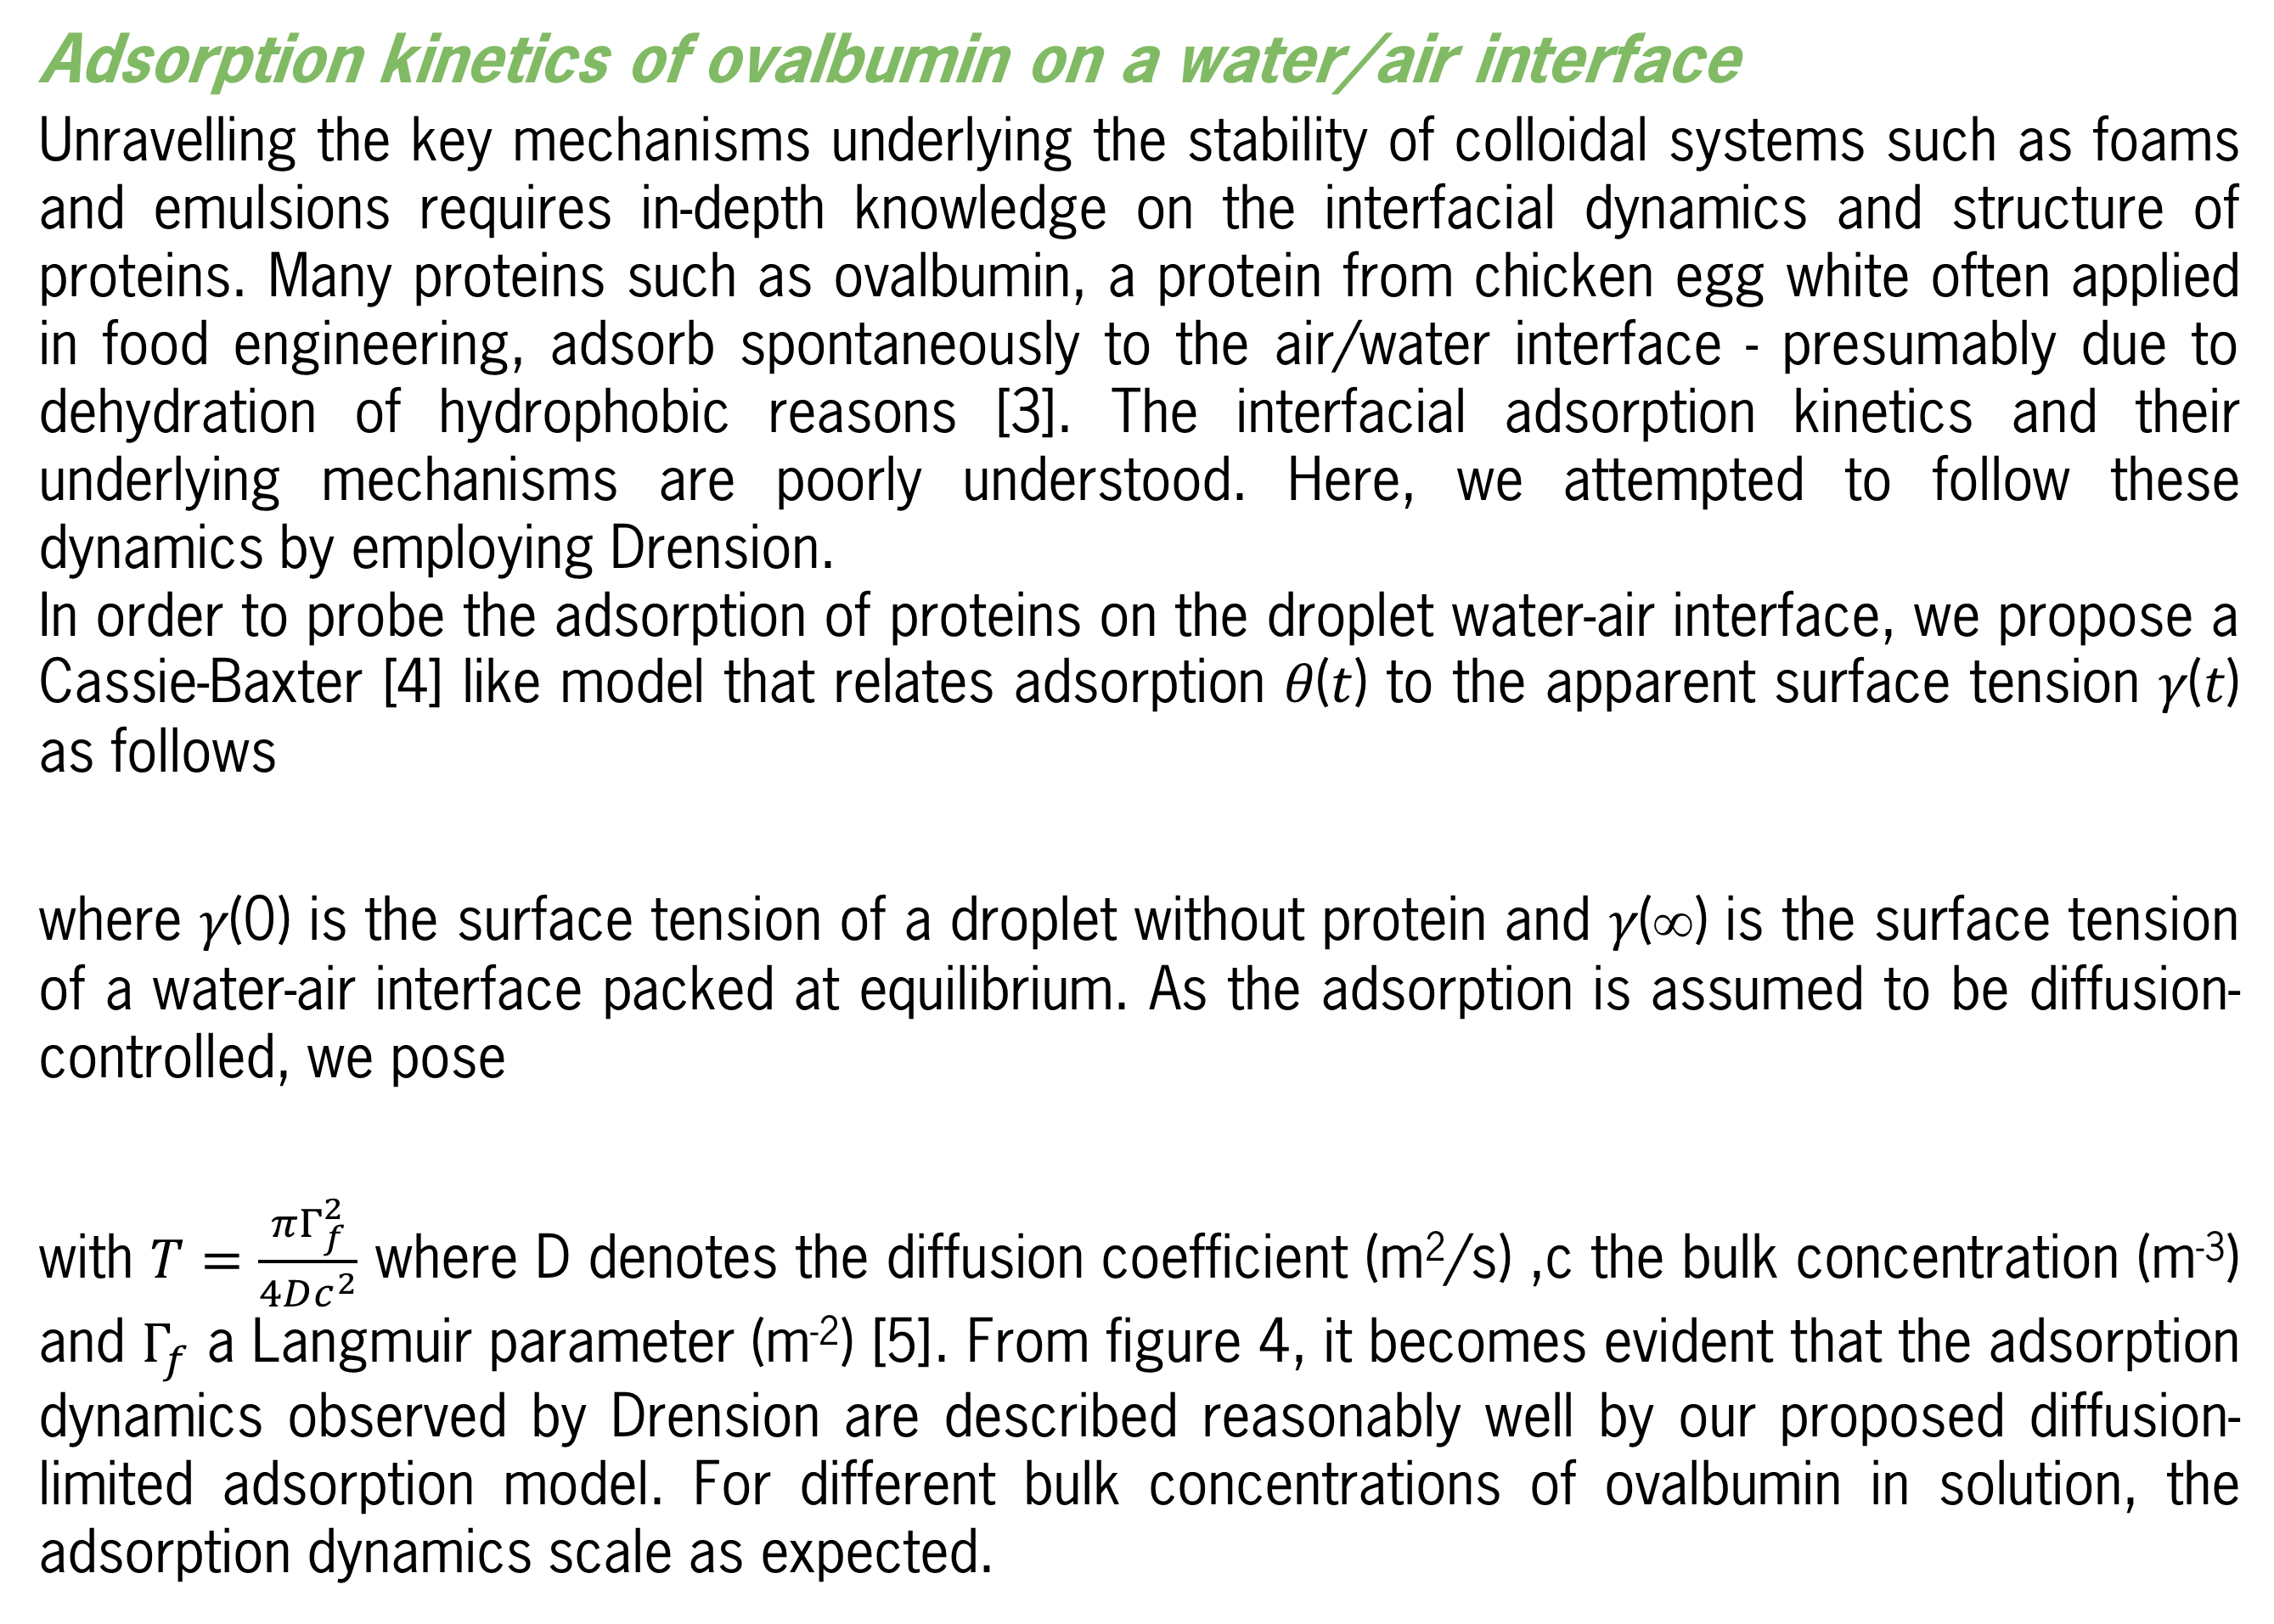 Adsorption kinetics of ovalbumin on a water/air interface
Unravelling the key mechanisms underlying the stability of colloidal systems such as foams
and emulsions requires in-depth knowledge on the interfacial dynamics and structure of
proteins. Many proteins such as ovalbumin, a protein from chicken egg white often applied
in food engineering, adsorb spontaneously to the air/water interface - presumably due to
dehydration of hydrophobic reasons [3]. The interfacial adsorption kinetics and their
underlying mechanisms are poorly understood. Here, we attempted to follow these
dynamics by employing Drension.
In order to probe the adsorption of proteins on the droplet water-air interface, we propose a
Cassie-Baxter [4] like model that relates adsorption θ(t) to the apparent surface tension γ(t)
as follows
where γ(0) is the surface tension of a droplet without protein and γ(∞) is the surface tension
of a water-air interface packed at equilibrium. As the adsorption is assumed to be diffusion-
controlled, we pose
with T = πΓ_f^2 / 4Dc^2 where D denotes the diffusion coefficient (m²/s) ,c the bulk concentration (m⁻³)
and Γ_f a Langmuir parameter (m⁻²) [5]. From figure 4, it becomes evident that the adsorption
dynamics observed by Drension are described reasonably well by our proposed diffusion-
limited adsorption model. For different bulk concentrations of ovalbumin in solution, the
adsorption dynamics scale as expected.